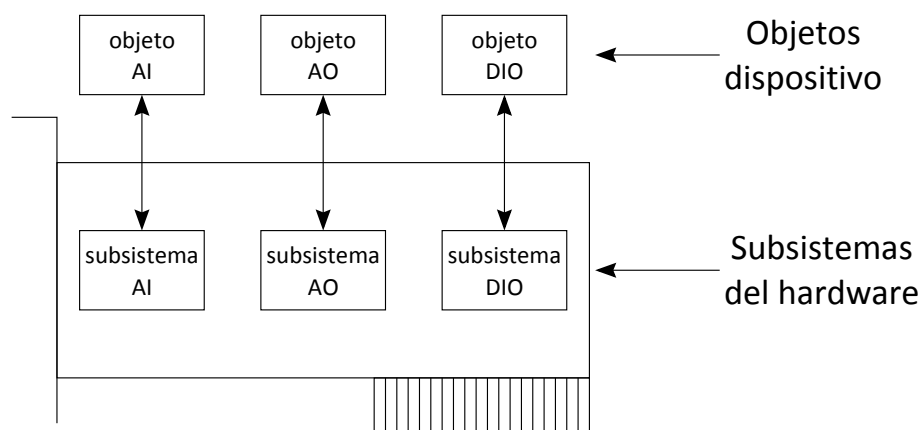 objeto
AI
objeto
AO
objeto
DIO
Objetos
dispositivo
subsistema
AI
subsistema
AO
subsistema
DIO
Subsistemas
del hardware